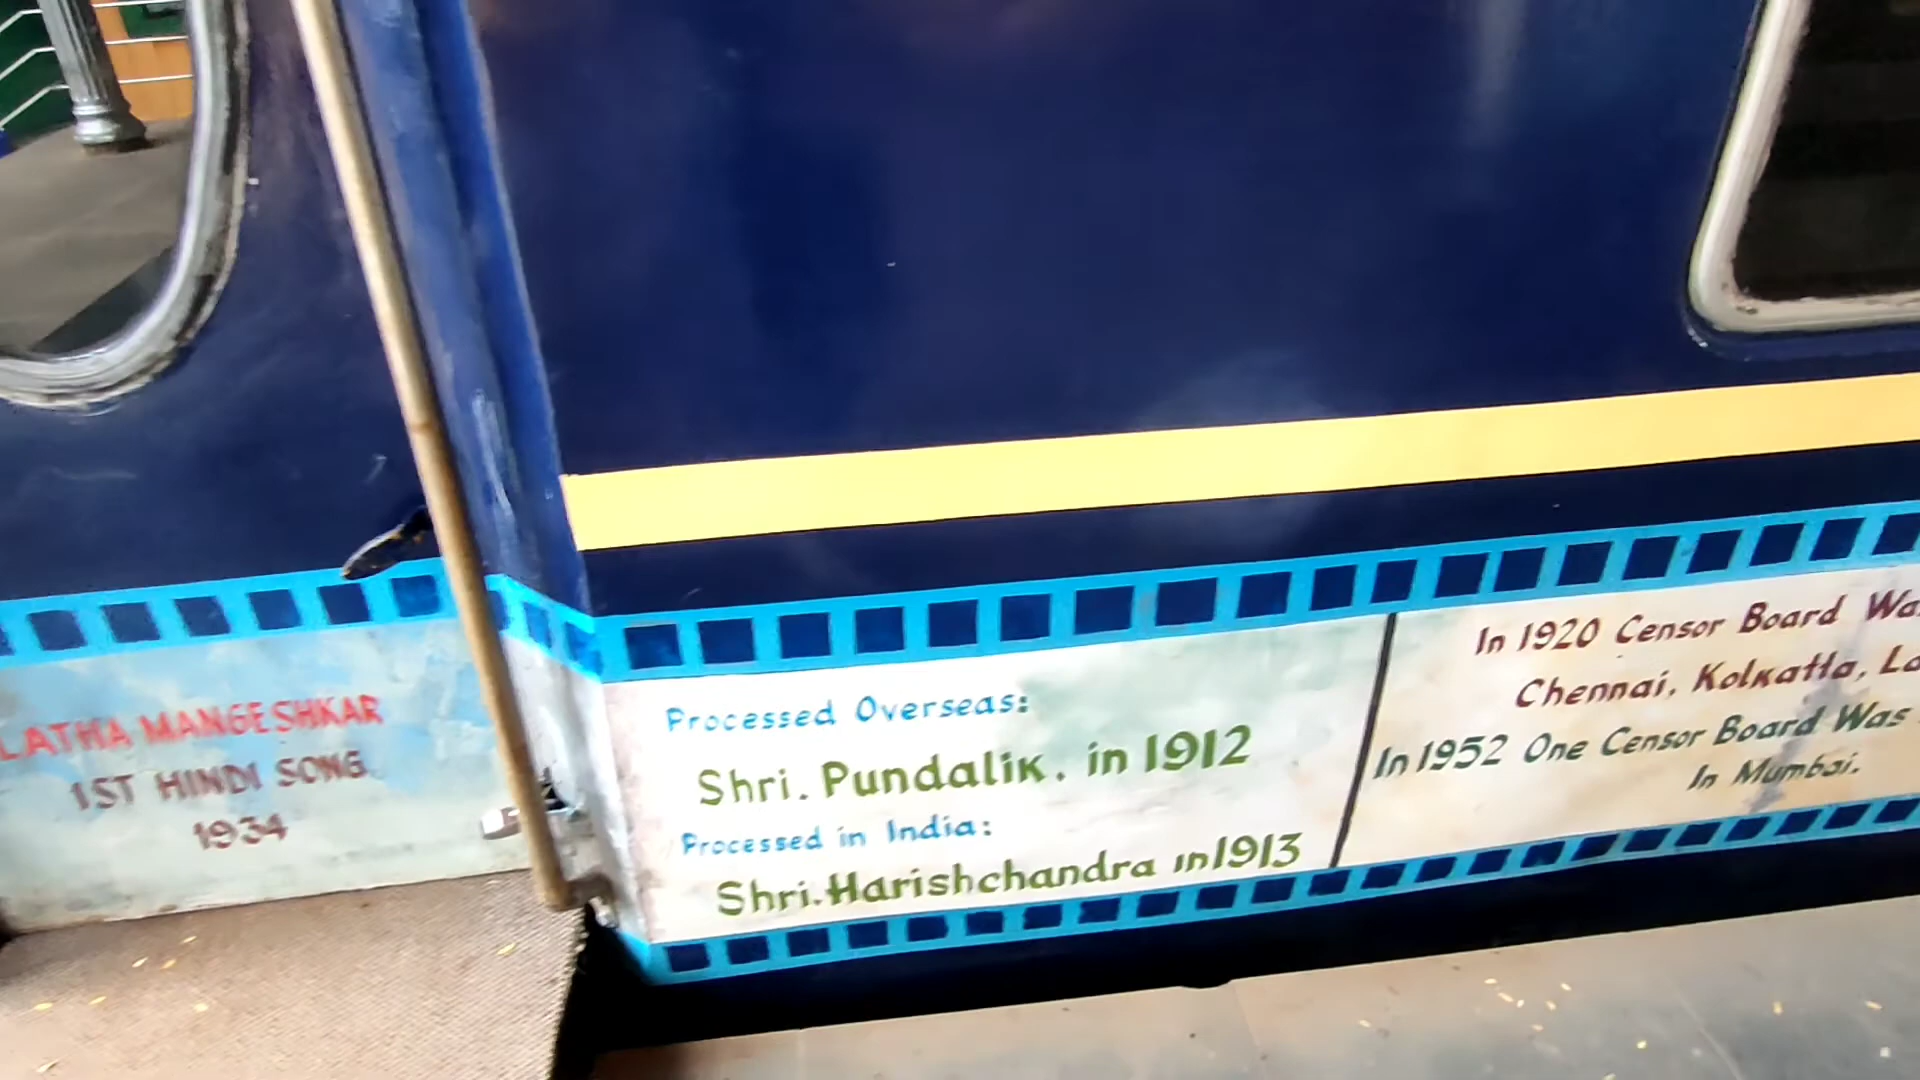 LATHA MANGESHKAR
1ST HINDI SONG
1934
Processed Overseas:
Shri. Pundalik. in 1912
Processed in India:
Shri. Harishchandra in 1913
In 1920 Censor Board
Chennai, Kolkatta,
In 1952 One Censor Board Was
In Mumbai.